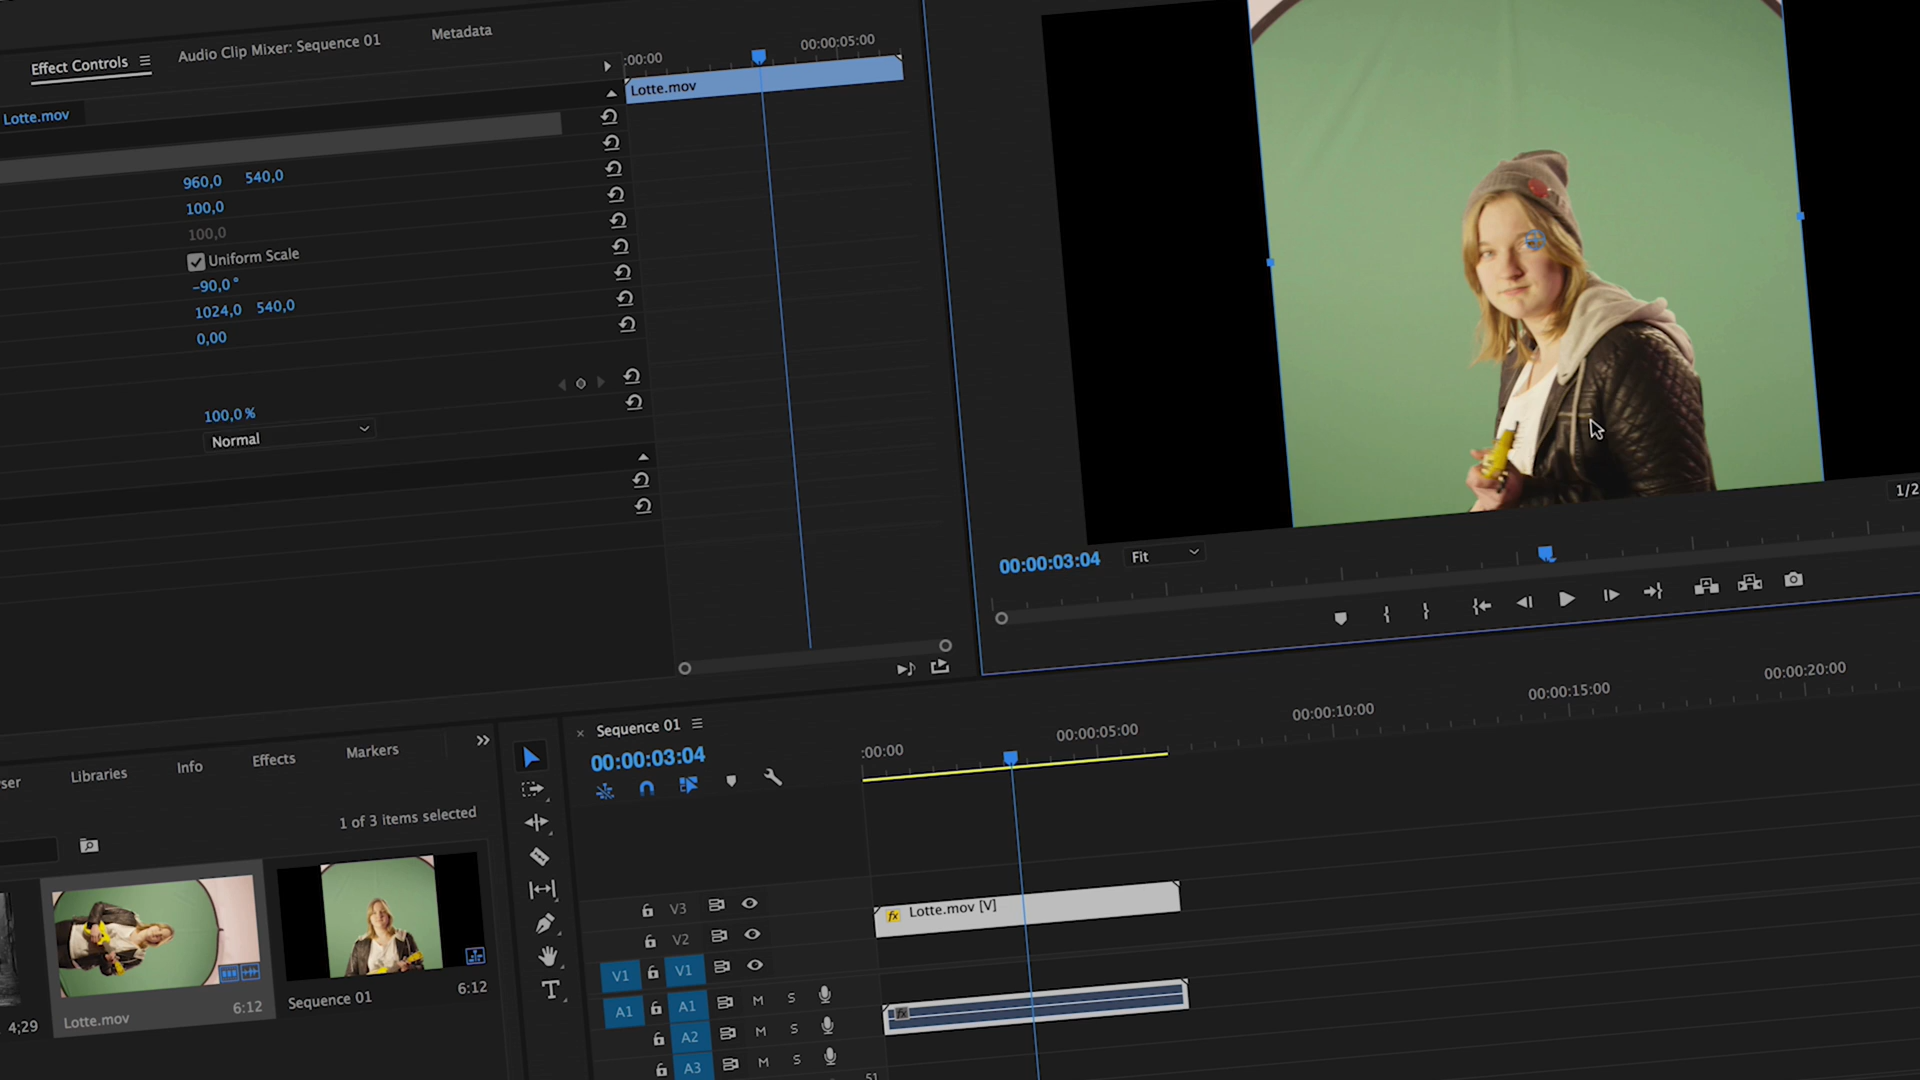 Effect Controls
Audio Clip Mixer: Sequence 01
Metadata
Lotte.mov
:00:00
00:00:05:00
Lotte.mov
960,0 540,0
100,0
100,0
Uniform Scale
-90,0 °
1024,0 540,0
0,00
100,0 %
Normal
00:00:03:04
Fit
1/2
ser
Libraries
Info
Effects
Markers
1 of 3 items selected
4;29
Lotte.mov
6:12
Sequence 01
6:12
× Sequence 01
00:00:03:04
:00:00
00:00:05:00
00:00:10:00
00:00:15:00
00:00:20:00
V3
fx Lotte.mov [V]
V2
V1 V1
A1 A1 M S
fx
A2 M S
A3 M S
T